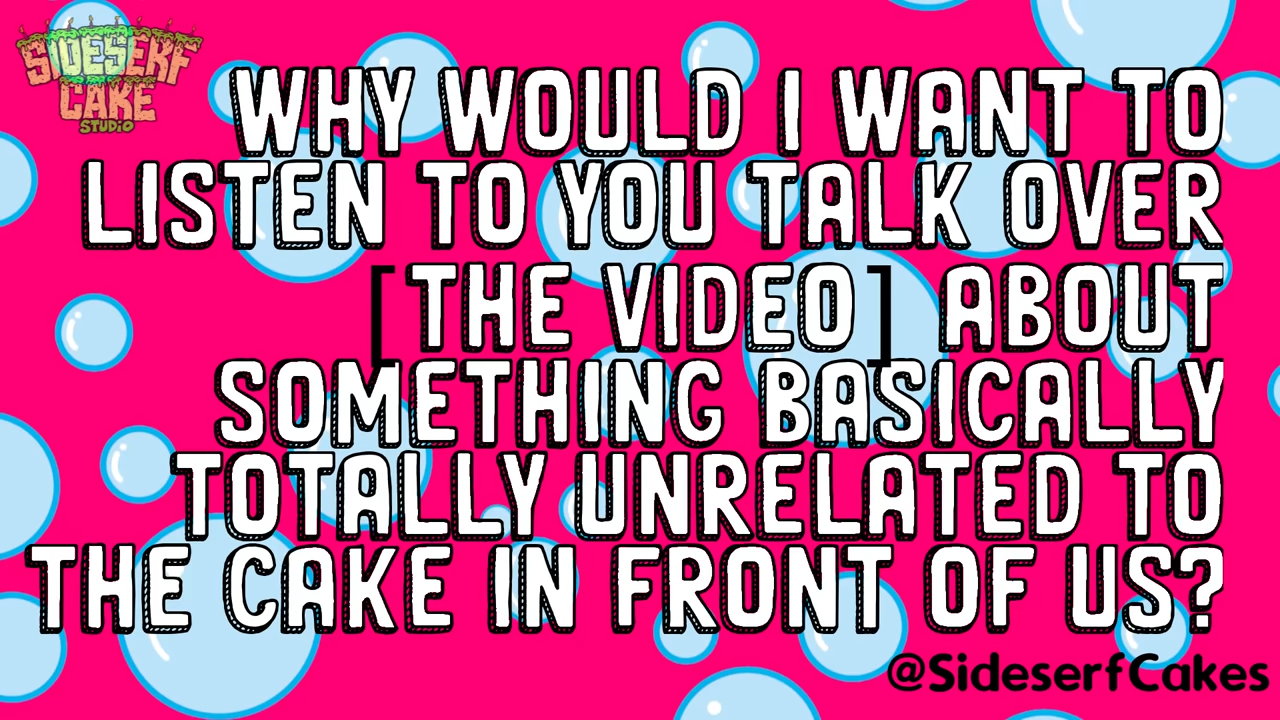 SIDESERF
CAKE
STUDIO
WHY WOULD I WANT TO
LISTEN TO YOU TALK OVER
[THE VIDEO] ABOUT
SOMETHING BASICALLY
TOTALLY UNRELATED TO
THE CAKE IN FRONT OF US?
@SideserfCakes